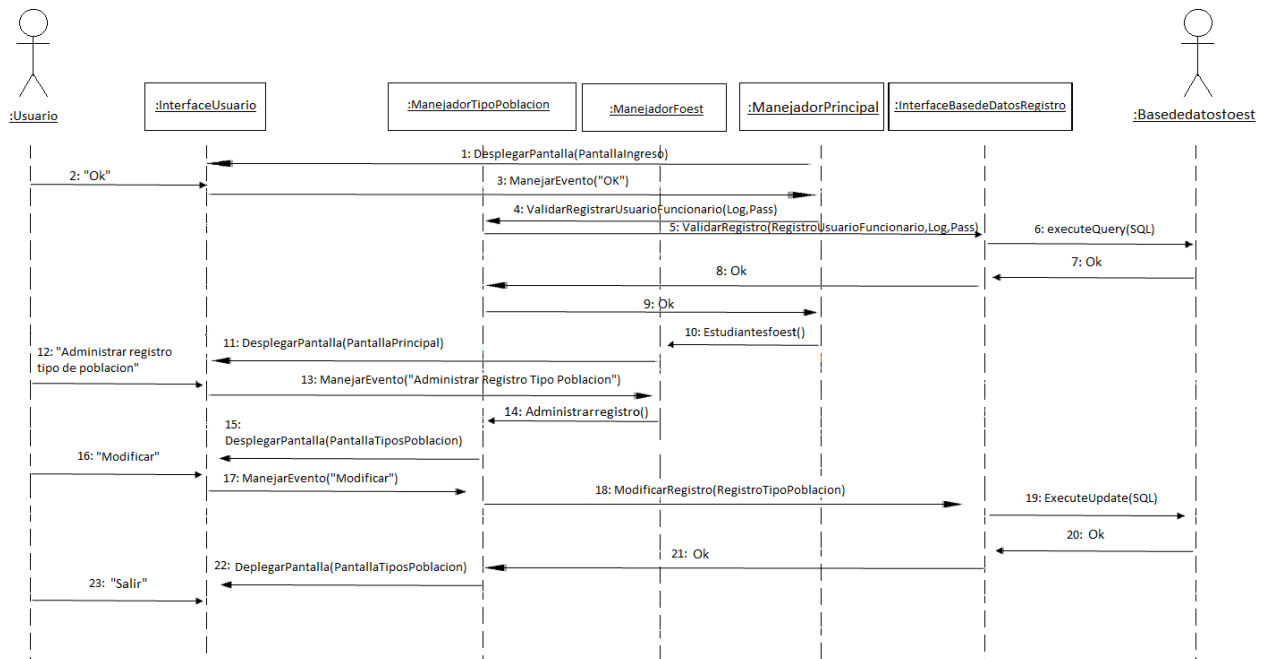 :Usuario
:InterfaceUsuario
:ManejadorTipoPoblacion
:ManejadorFoest
:ManejadorPrincipal
:InterfaceBasedeDatosRegistro
:Basededatosfoest
1: DesplegarPantalla(PantallaIngreso)
2: "Ok"
3: ManejarEvento("OK")
4: ValidarRegistrarUsuarioFuncionario(Log,Pass)
5: ValidarRegistro(RegistroUsuarioFuncionario,Log,Pass)
6: executeQuery(SQL)
7: Ok
8: Ok
9: Ok
10: Estudiantesfoest()
11: DesplegarPantalla(PantallaPrincipal)
12: "Administrar registro
tipo de poblacion"
13: ManejarEvento("Administrar Registro Tipo Poblacion")
14: Administrarregistro()
15:
DesplegarPantalla(PantallaTiposPoblacion)
16: "Modificar"
17: ManejarEvento("Modificar")
18: ModificarRegistro(RegistroTipoPoblacion)
19: ExecuteUpdate(SQL)
20: Ok
21: Ok
22: DeplegarPantalla(PantallaTiposPoblacion)
23: "Salir"